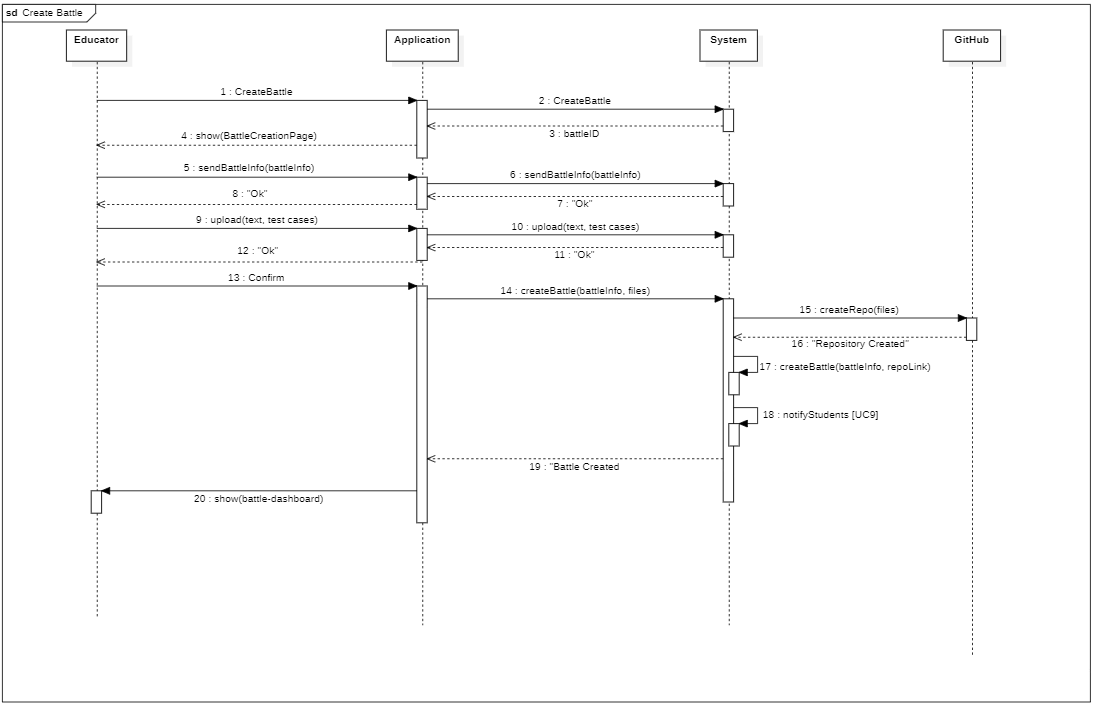 sd Create Battle
Educator
Application
System
GitHub
1 : CreateBattle
2 : CreateBattle
3 : battleID
4 : show(BattleCreationPage)
5 : sendBattleInfo(battleInfo)
6 : sendBattleInfo(battleInfo)
7 : "Ok"
8 : "Ok"
9 : upload(text, test cases)
10 : upload(text, test cases)
11 : "Ok"
12 : "Ok"
13 : Confirm
14 : createBattle(battleInfo, files)
15 : createRepo(files)
16 : "Repository Created"
17 : createBattle(battleInfo, repoLink)
18 : notifyStudents [UC9]
19 : "Battle Created
20 : show(battle-dashboard)